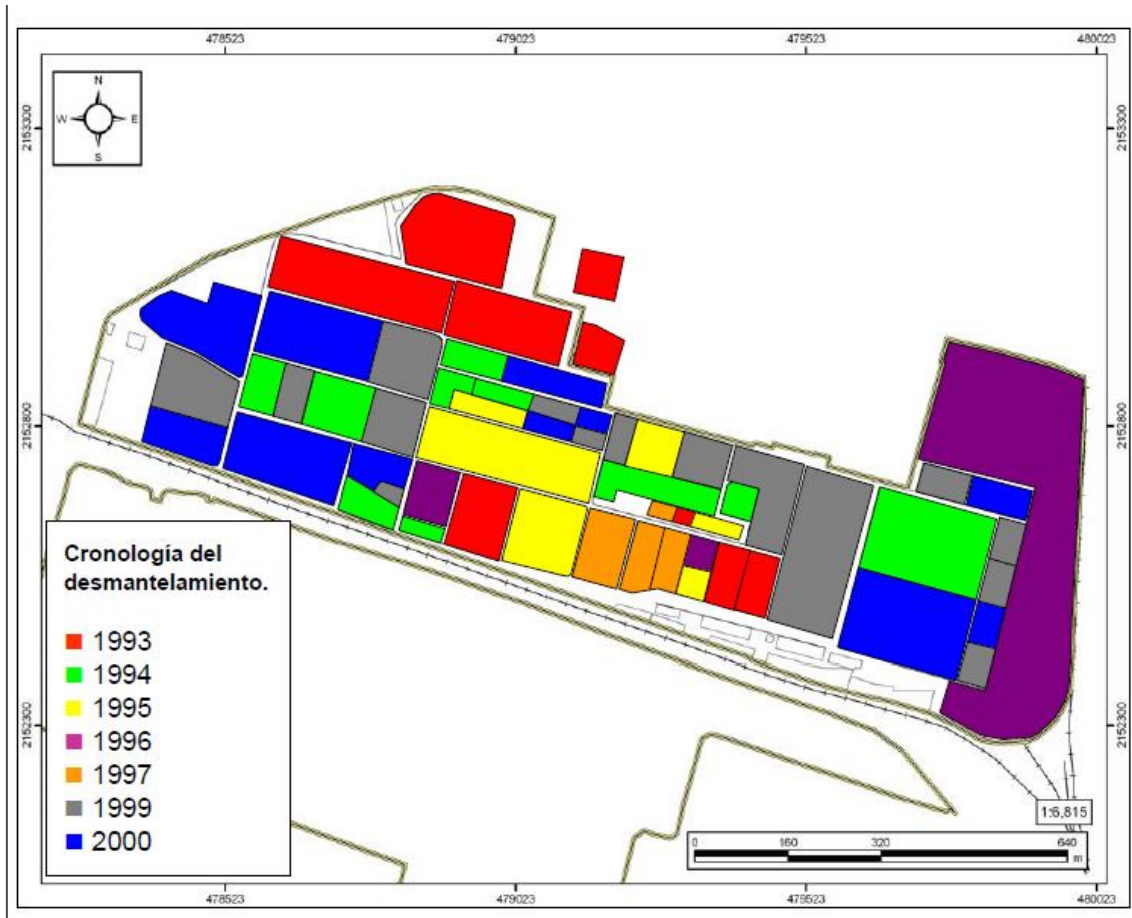 478523 479023 479523 480023
N
W E
S
2153300 2153300
2152800 2152800
2152300 2152300
Cronología del
desmantelamiento.
1993
1994
1995
1996
1997
1999
2000
1:6,815
0 160 320 640
m
478523 479023 479523 480023